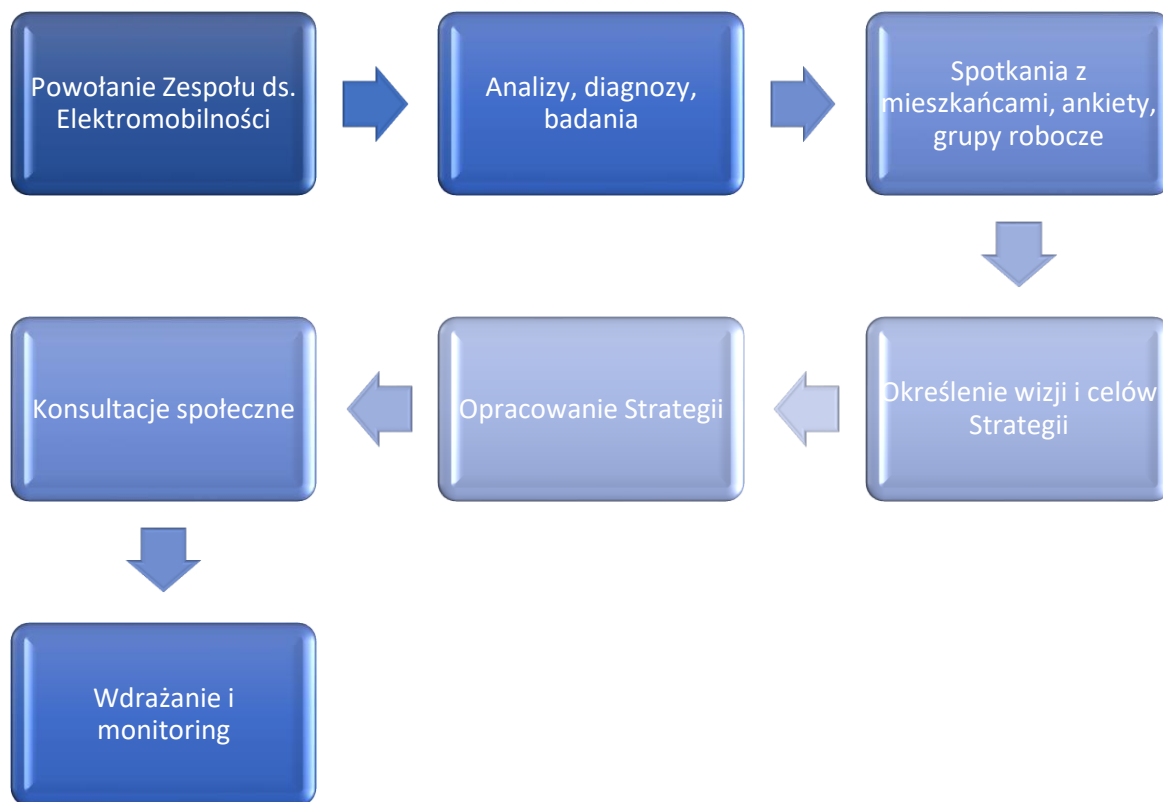 Powołanie Zespołu ds.
Elektromobilności
Analizy, diagnozy,
badania
Spotkania z
mieszkańcami, ankiety,
grupy robocze
Określenie wizji i celów
Strategii
Opracowanie Strategii
Konsultacje społeczne
Wdrażanie i
monitoring